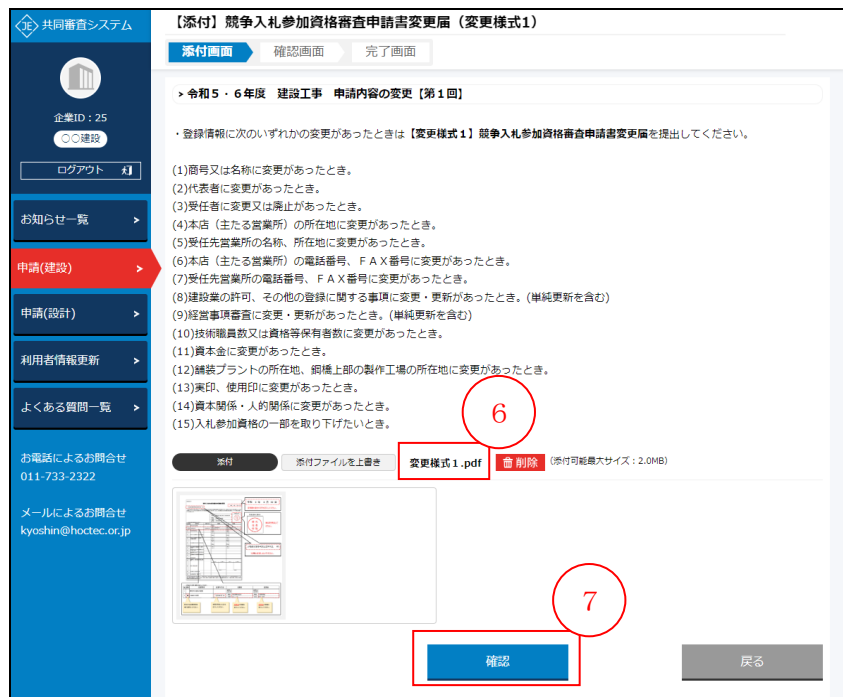 共同審査システム
企業ID：25
○○建設
ログアウト
お知らせ一覧
申請(建設)
申請(設計)
利用者情報更新
よくある質問一覧
お電話によるお問合せ
011-733-2322
メールによるお問合せ
kyoshin@hoctec.or.jp
【添付】競争入札参加資格審査申請書変更届（変更様式1）
添付画面 確認画面 完了画面
> 令和５・６年度 建設工事 申請内容の変更【第１回】
・登録情報に次のいずれかの変更があったときは【変更様式１】競争入札参加資格審査申請書変更届を提出してください。
(1)商号又は名称に変更があったとき。
(2)代表者に変更があったとき。
(3)受任者に変更又は廃止があったとき。
(4)本店（主たる営業所）の所在地に変更があったとき。
(5)受任先営業所の名称、所在地に変更があったとき。
(6)本店（主たる営業所）の電話番号、ＦＡＸ番号に変更があったとき。
(7)受任先営業所の電話番号、ＦＡＸ番号に変更があったとき。
(8)建設業の許可、その他の登録に関する事項に変更・更新があったとき。(単純更新を含む)
(9)経営事項審査に変更・更新があったとき。(単純更新を含む)
(10)技術職員数又は資格等保有者数に変更があったとき。
(11)資本金に変更があったとき。
(12)舗装プラントの所在地、鋼橋上部の製作工場の所在地に変更があったとき。
(13)実印、使用印に変更があったとき。
(14)資本関係・人的関係に変更があったとき。
(15)入札参加資格の一部を取り下げたいとき。
６
添付 添付ファイルを上書き 変更様式１.pdf 削除 (添付可能最大サイズ：2.0MB)
７
確認 戻る